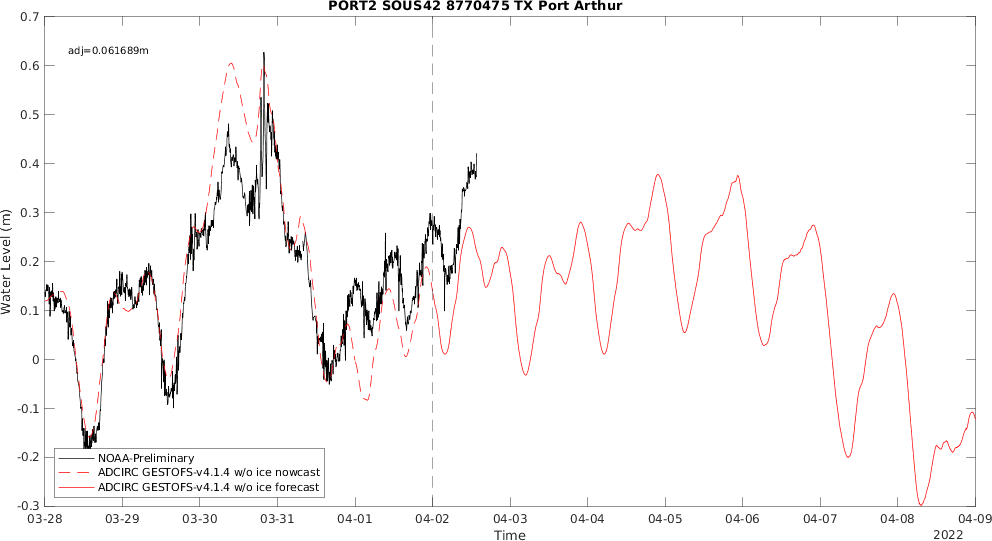 PORT2 SOUS42 8770475 TX Port Arthur
adj=0.061689m
0.7
0.6
0.5
0.4
0.3
0.2
0.1
0
-0.1
-0.2
-0.3
Water Level (m)
NOAA-Preliminary
ADCIRC GESTOFS-v4.1.4 w/o ice nowcast
ADCIRC GESTOFS-v4.1.4 w/o ice forecast
03-28 03-29 03-30 03-31 04-01 04-02 04-03 04-04 04-05 04-06 04-07 04-08 04-09
Time
2022